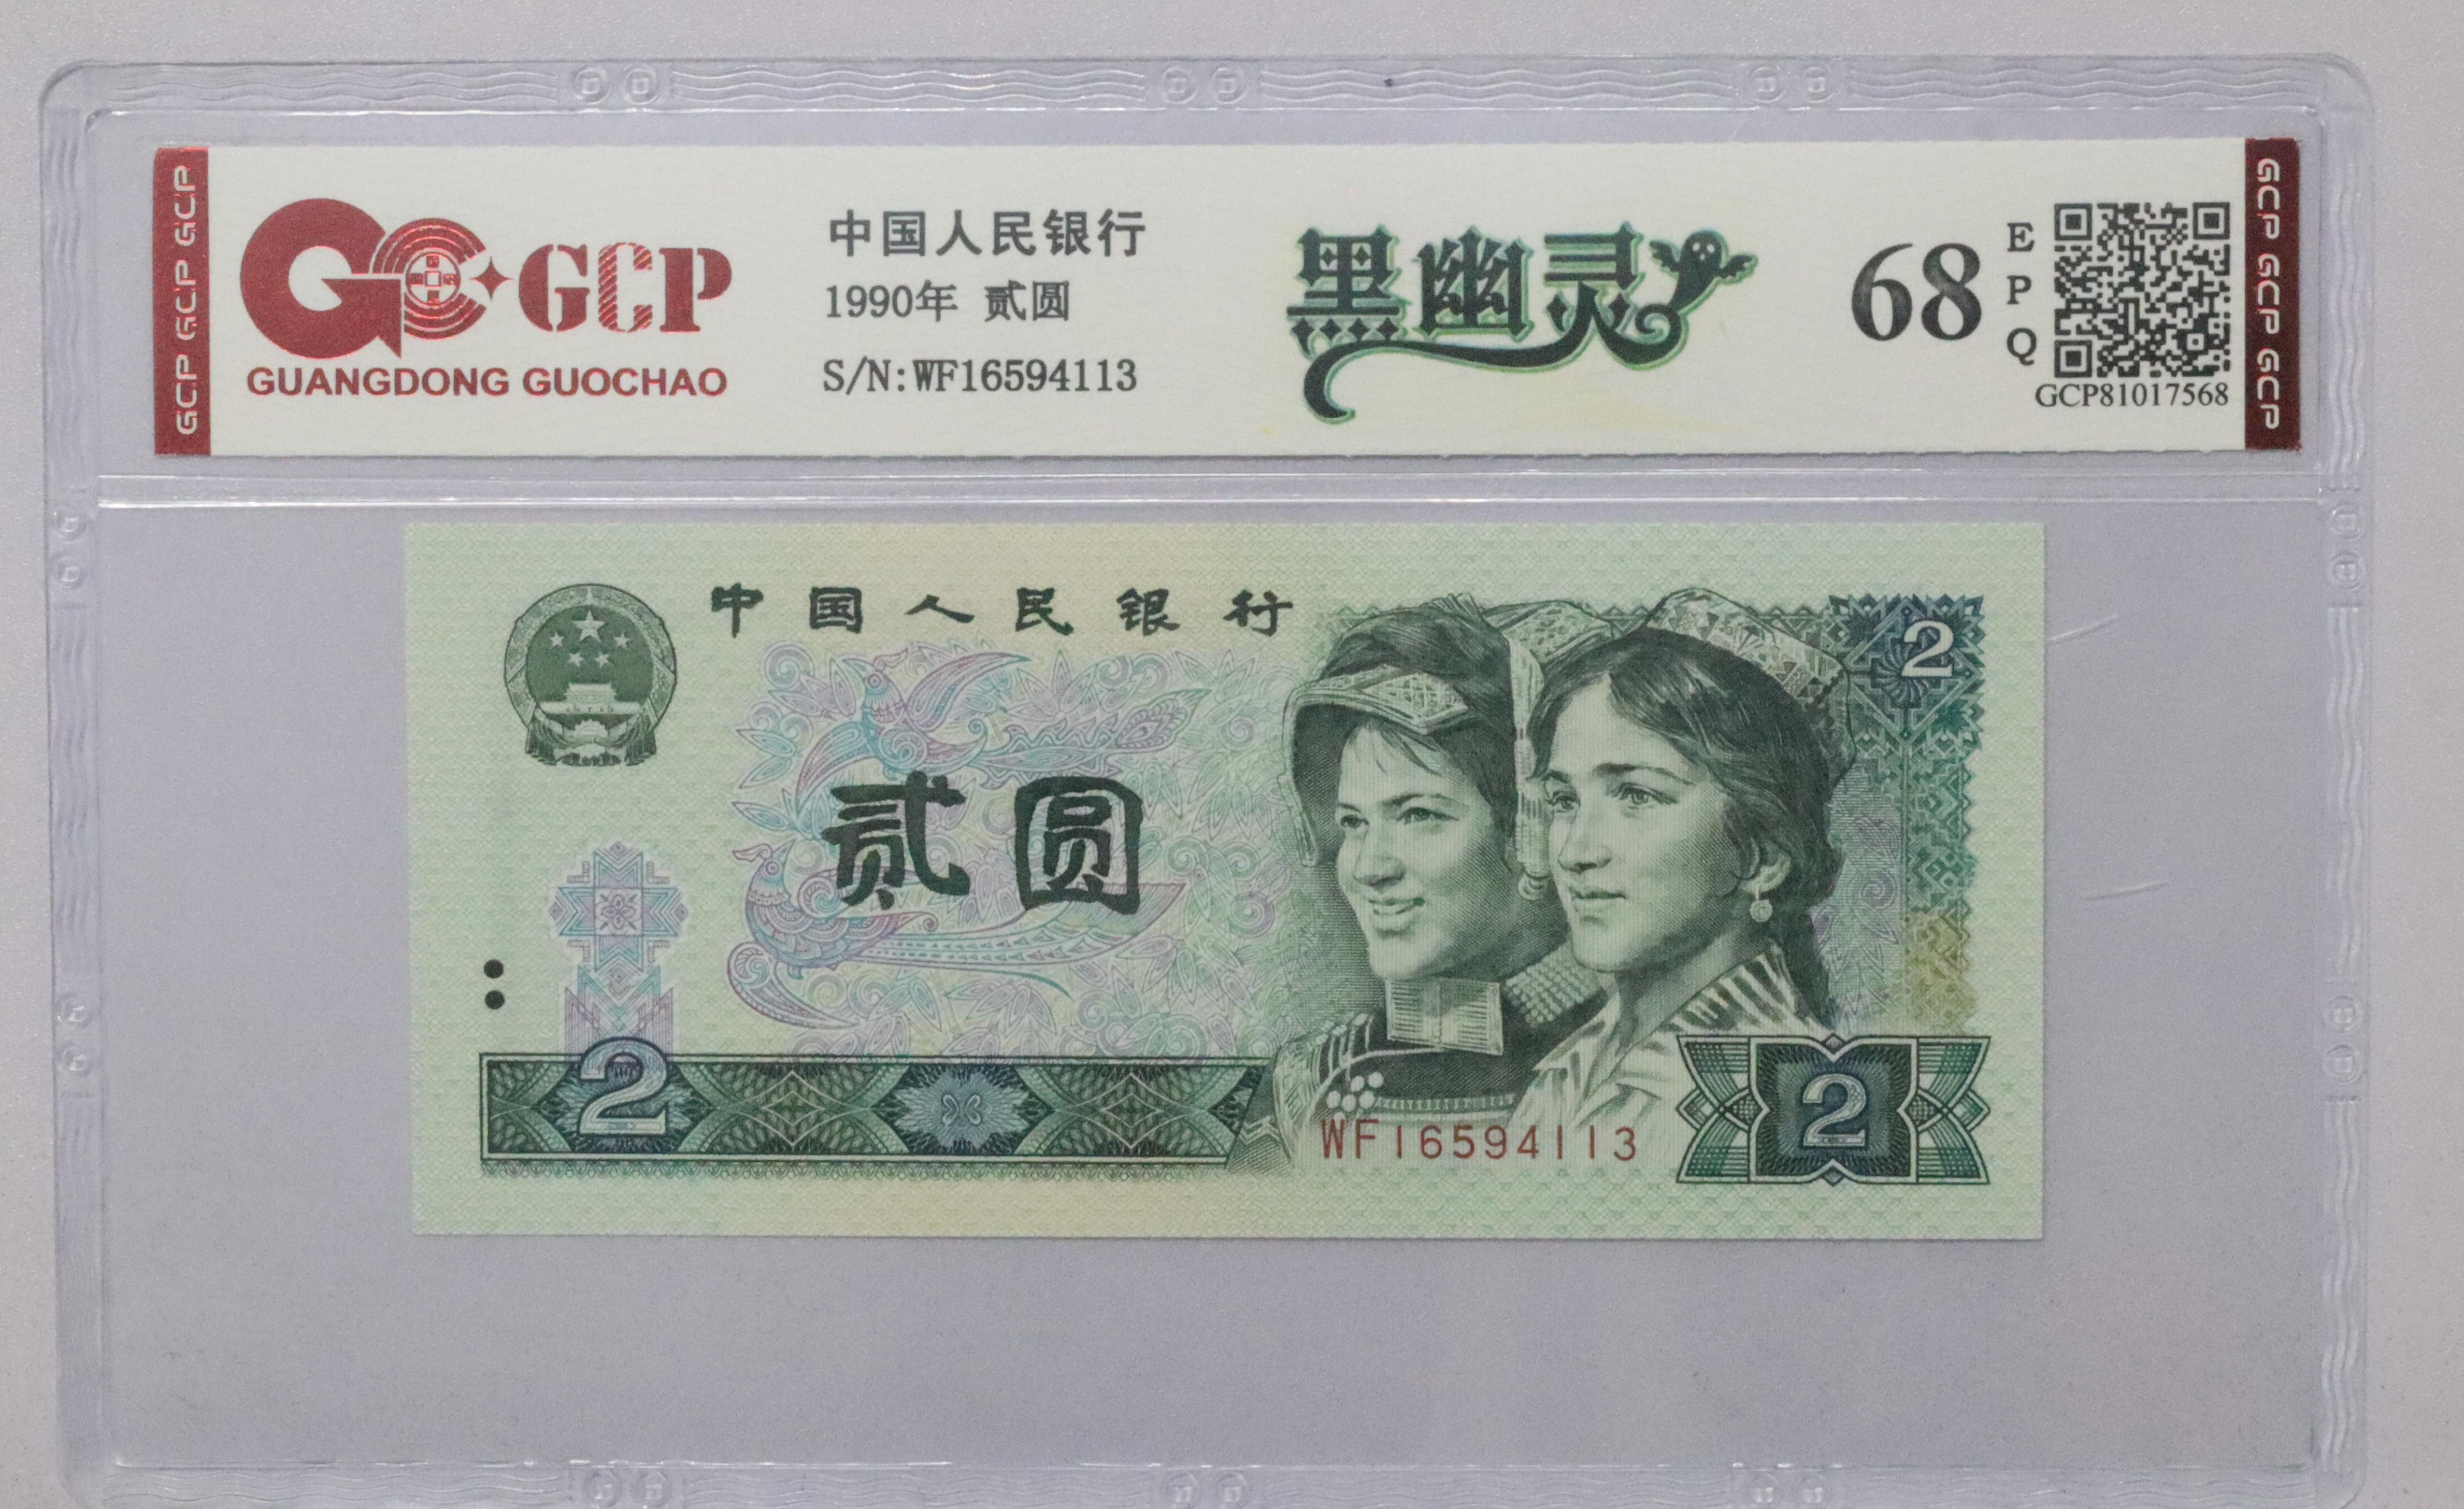 GCP GCP GCP
GCP
GUANGDONG GUOCHAO
中国人民银行
1990年 贰圆
S/N:WF16594113
黑幽灵
68
EPQ
GCP81017568
GCP GCP GCP
中国人民银行
2
贰圆
2
WF16594113
2